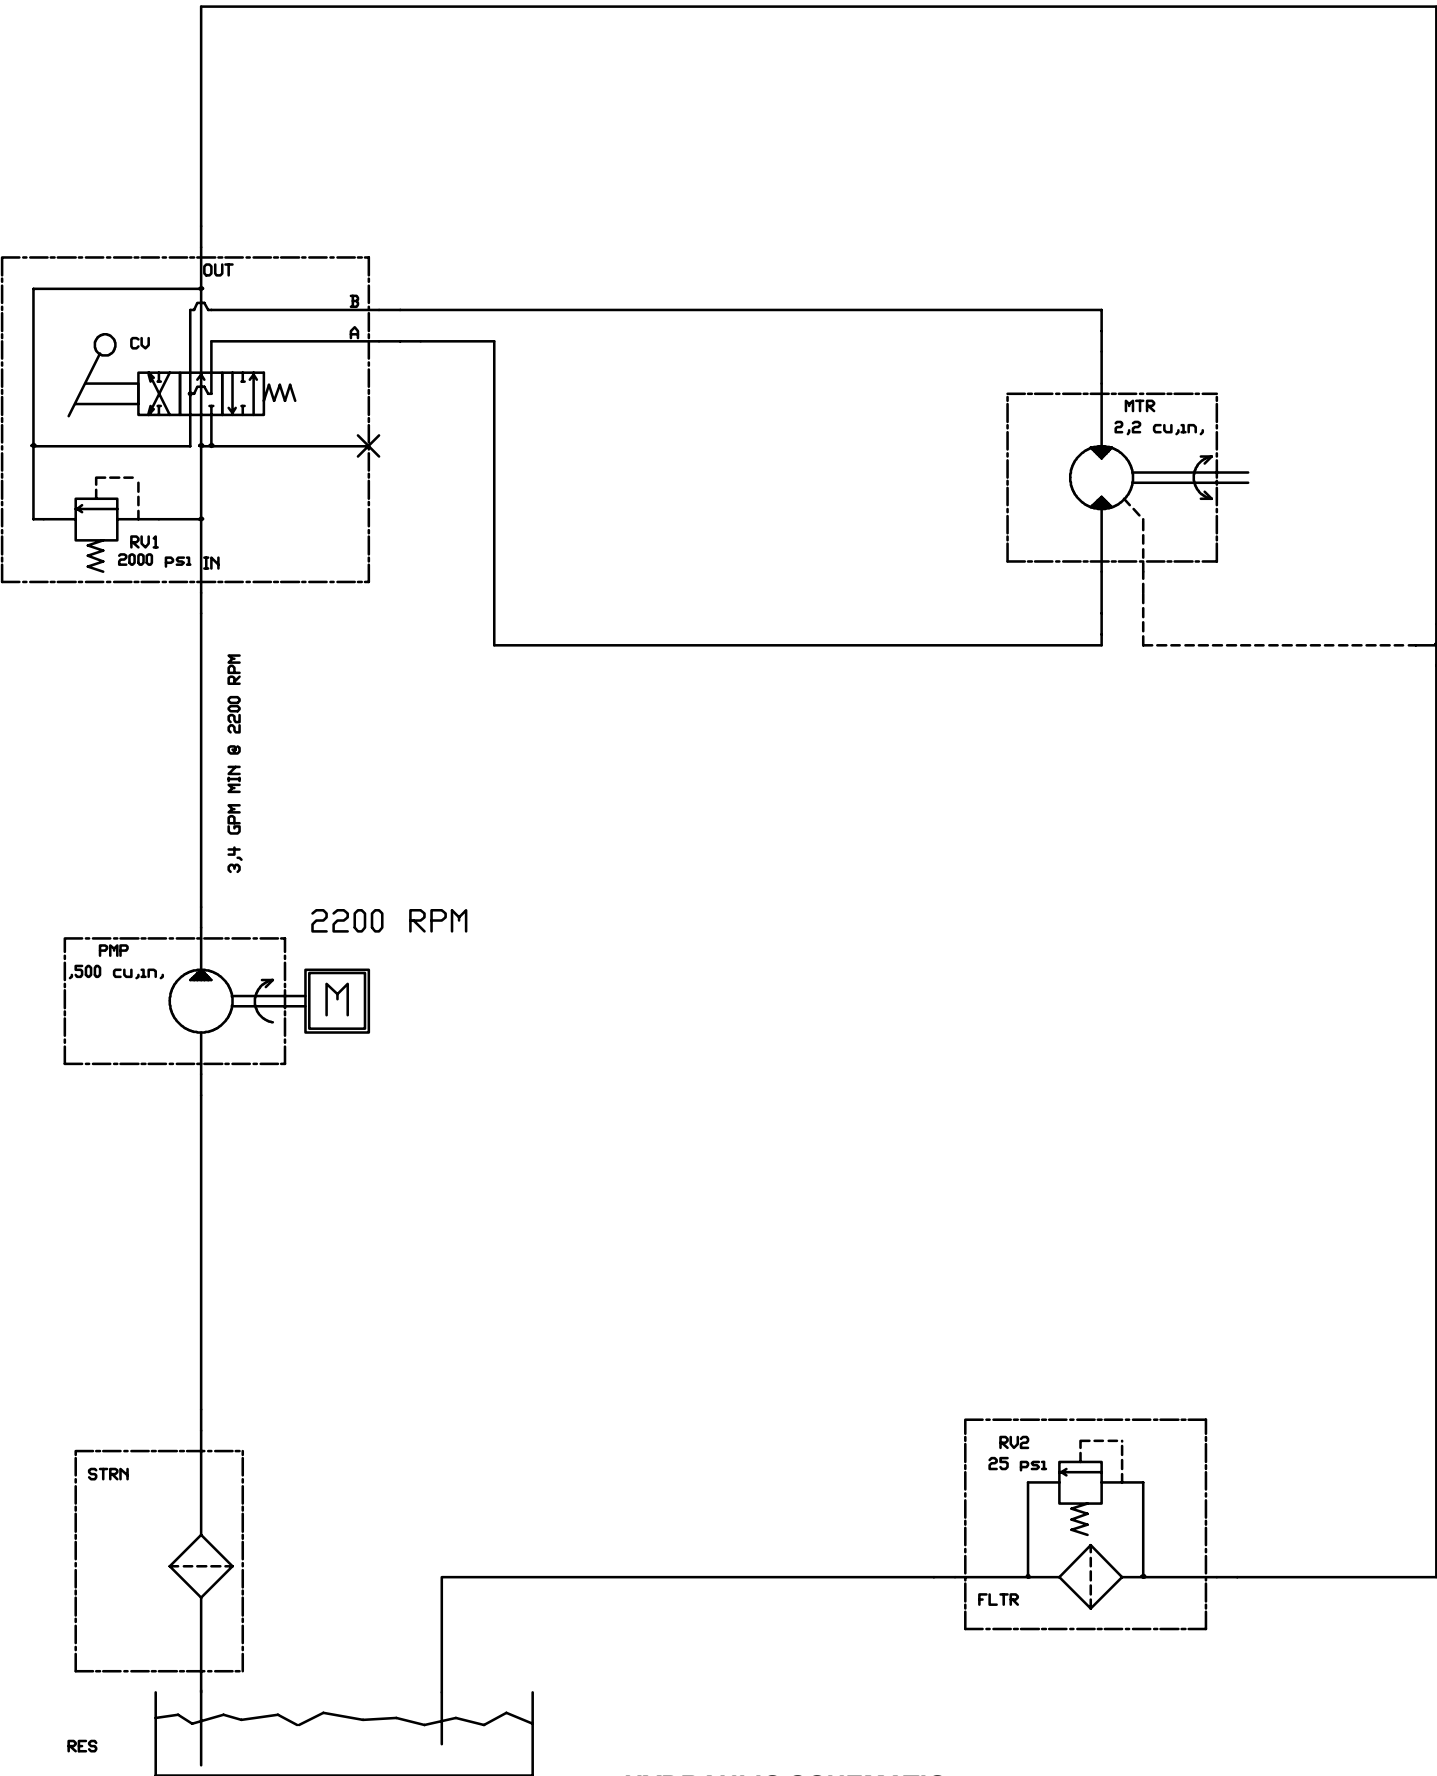 OUT
B
A
CV
MTR
2,2 cu,in,
RV1
2000 psi IN
3,4 GPM MIN @ 2200 RPM
2200 RPM
PMP
,500 cu,in,
M
RV2
25 psi
STRN
FLTR
RES